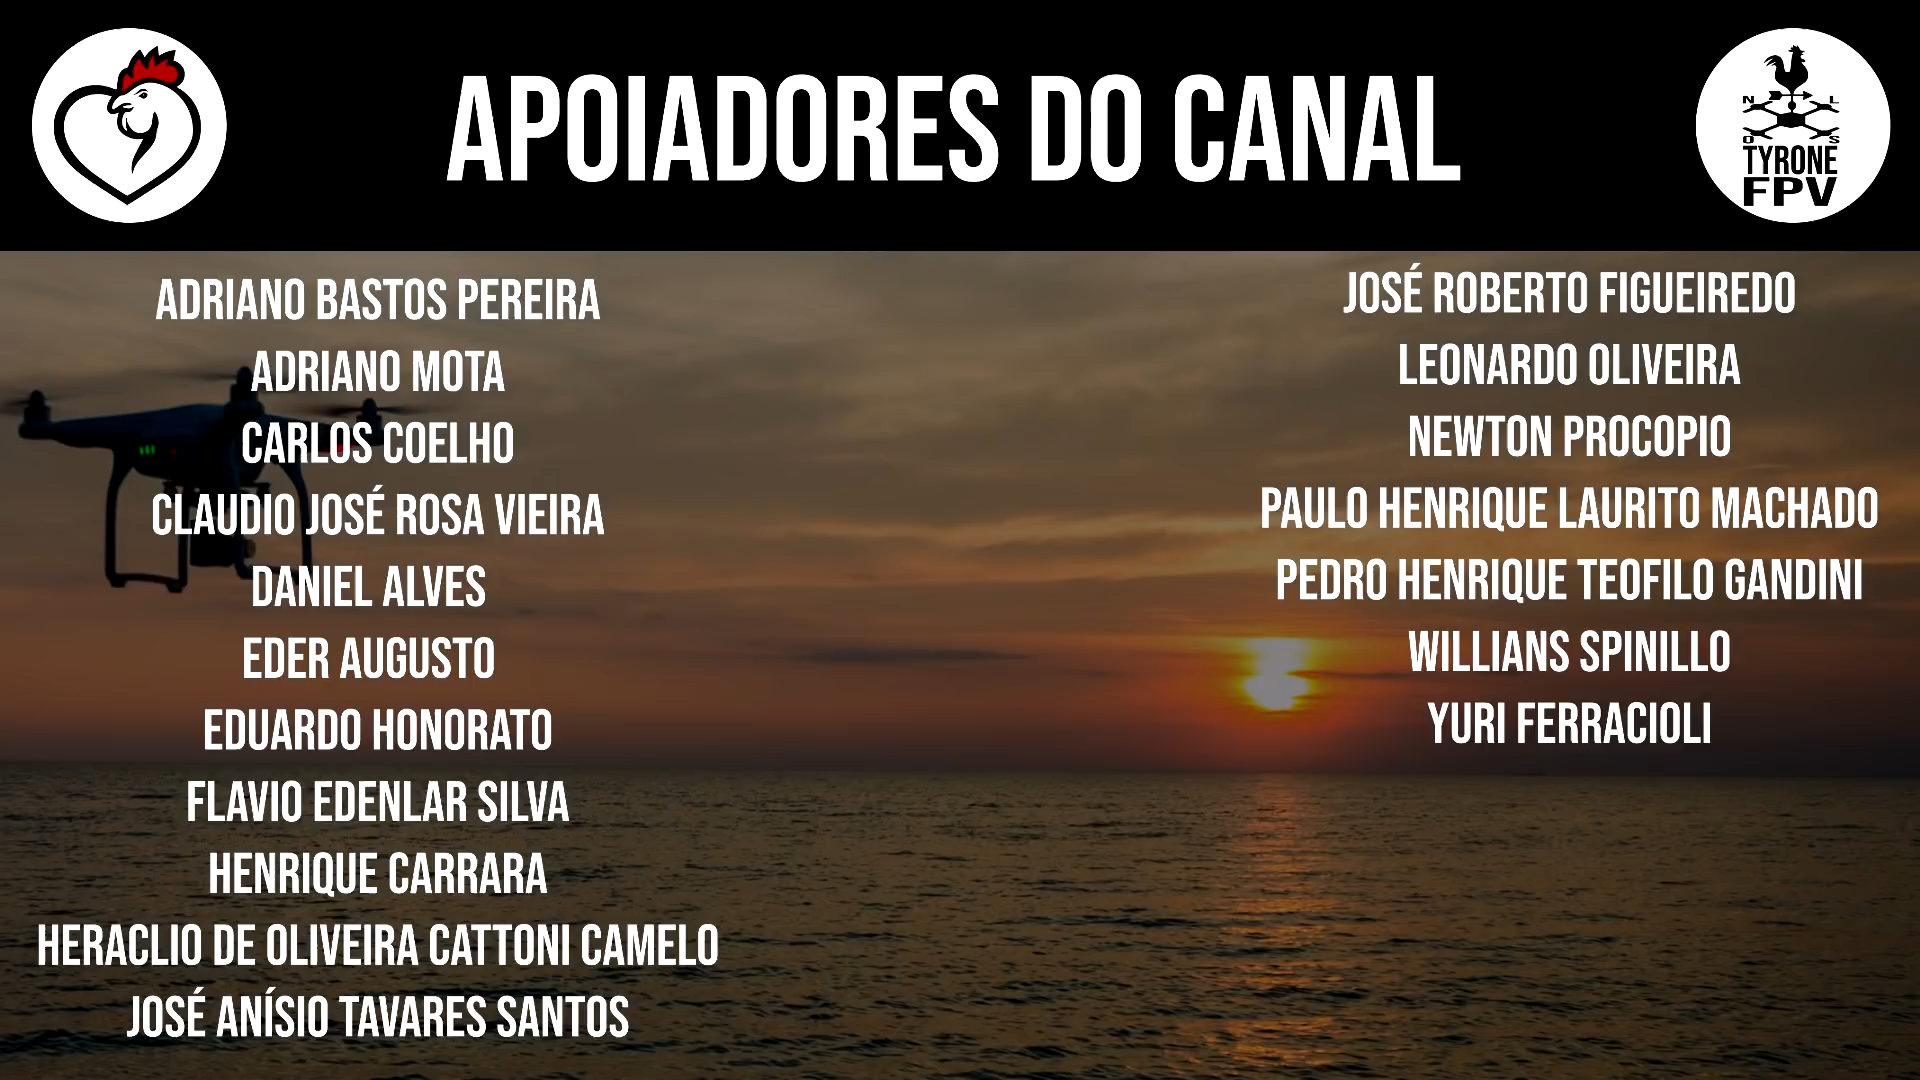 APOIADORES DO CANAL
N L
O S
TYRONE
FPV
ADRIANO BASTOS PEREIRA
ADRIANO MOTA
CARLOS COELHO
CLAUDIO JOSÉ ROSA VIEIRA
DANIEL ALVES
EDER AUGUSTO
EDUARDO HONORATO
FLAVIO EDENLAR SILVA
HENRIQUE CARRARA
HERACLIO DE OLIVEIRA CATTONI CAMELO
JOSÉ ANÍSIO TAVARES SANTOS
JOSÉ ROBERTO FIGUEIREDO
LEONARDO OLIVEIRA
NEWTON PROCOPIO
PAULO HENRIQUE LAURITO MACHADO
PEDRO HENRIQUE TEOFILO GANDINI
WILLIANS SPINILLO
YURI FERRACIOLI